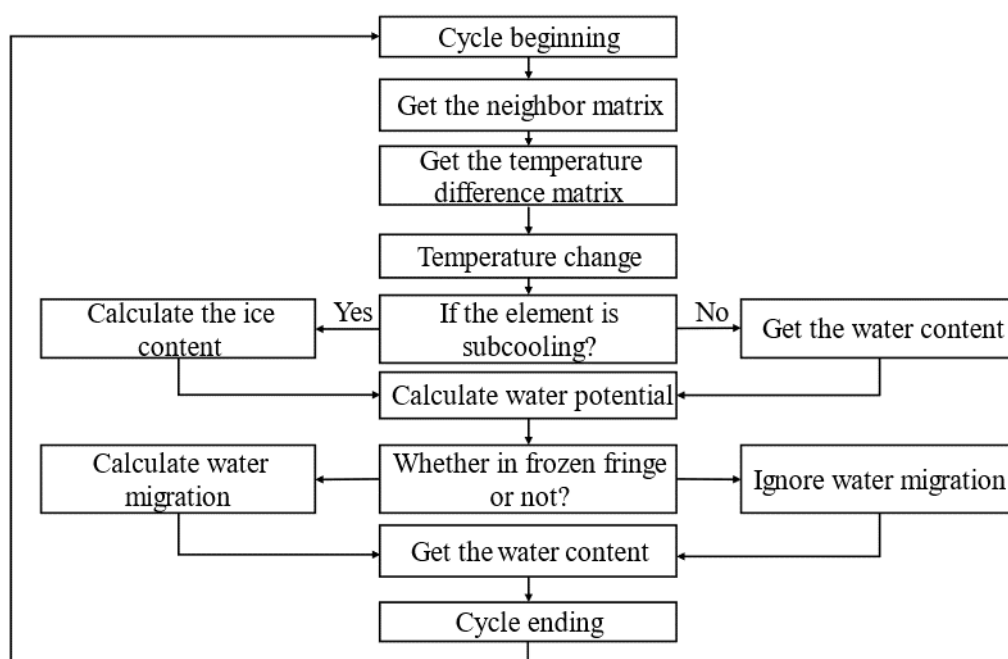 Cycle beginning
Get the neighbor matrix
Get the temperature
difference matrix
Temperature change
If the element is
subcooling?
Yes
No
Calculate the ice
content
Get the water content
Calculate water potential
Whether in frozen fringe
or not?
Calculate water
migration
Ignore water migration
Get the water content
Cycle ending